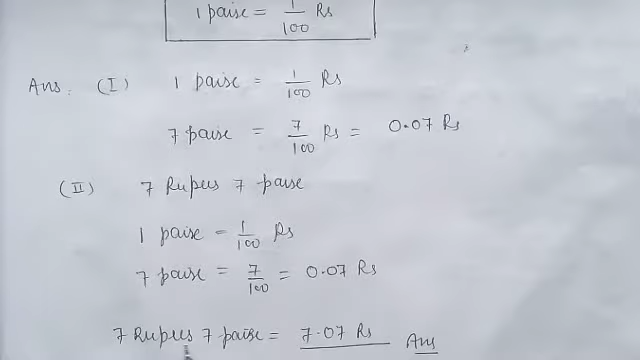 1 paise = 1/100 Rs
Ans. (I) 1 paise = 1/100 Rs
7 paise = 7/100 Rs = 0.07 Rs
(II) 7 Rupees 7 paise
1 paise = 1/100 Rs
7 paise = 7/100 = 0.07 Rs
7 Rupees 7 paise = 7.07 Rs Ans